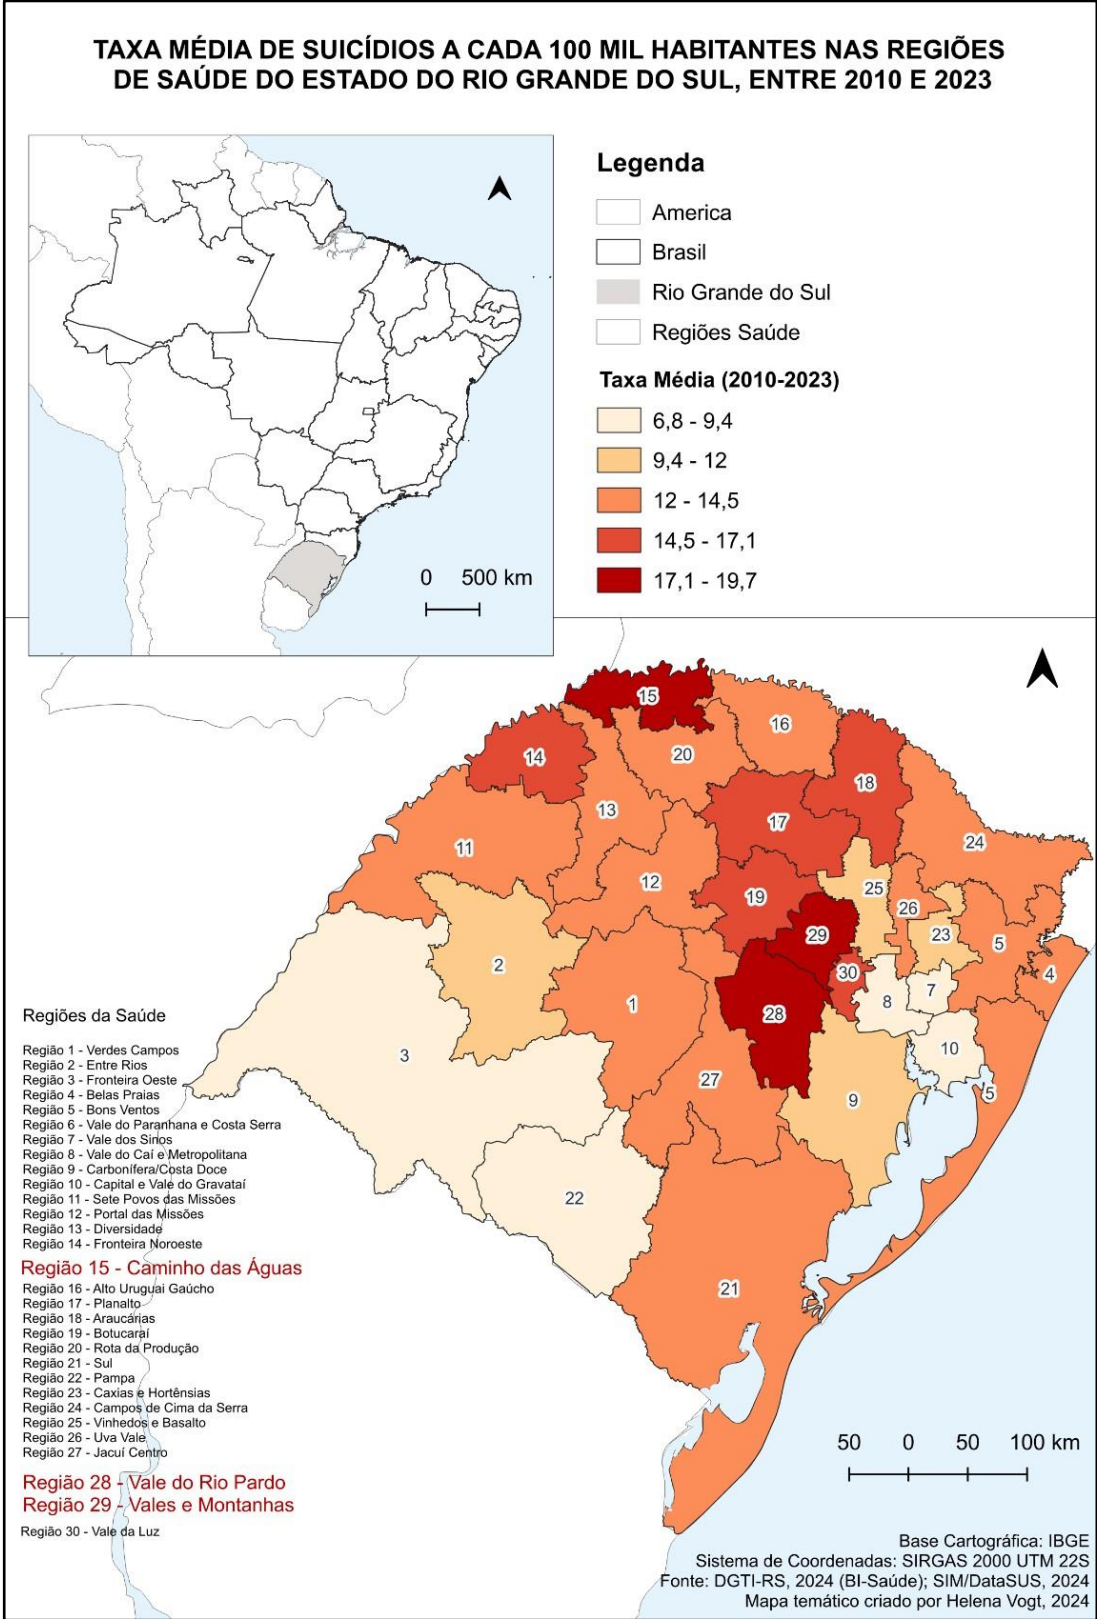 TAXA MÉDIA DE SUICÍDIOS A CADA 100 MIL HABITANTES NAS REGIÕES
DE SAÚDE DO ESTADO DO RIO GRANDE DO SUL, ENTRE 2010 E 2023
Legenda
America
Brasil
Rio Grande do Sul
Regiões Saúde
Taxa Média (2010-2023)
6,8 - 9,4
9,4 - 12
12 - 14,5
14,5 - 17,1
17,1 - 19,7
0 500 km
15
16
14
20
18
13
17
11
24
12
19
25
26
29
23
5
2
30
4
7
8
1
28
10
3
27
9
5
22
21
Regiões da Saúde
Região 1 - Verdes Campos
Região 2 - Entre Rios
Região 3 - Fronteira Oeste
Região 4 - Belas Praias
Região 5 - Bons Ventos
Região 6 - Vale do Paranhana e Costa Serra
Região 7 - Vale dos Sinos
Região 8 - Vale do Caí e Metropolitana
Região 9 - Carbonífera/Costa Doce
Região 10 - Capital e Vale do Gravataí
Região 11 - Sete Povos das Missões
Região 12 - Portal das Missões
Região 13 - Diversidade
Região 14 - Fronteira Noroeste
Região 15 - Caminho das Águas
Região 16 - Alto Uruguai Gaúcho
Região 17 - Planalto
Região 18 - Araucárias
Região 19 - Botucaraí
Região 20 - Rota da Produção
Região 21 - Sul
Região 22 - Pampa
Região 23 - Caxias e Hortênsias
Região 24 - Campos de Cima da Serra
Região 25 - Vinhedos e Basalto
Região 26 - Uva Vale
Região 27 - Jacuí Centro
Região 28 - Vale do Rio Pardo
Região 29 - Vales e Montanhas
Região 30 - Vale da Luz
50 0 50 100 km
Base Cartográfica: IBGE
Sistema de Coordenadas: SIRGAS 2000 UTM 22S
Fonte: DGTI-RS, 2024 (BI-Saúde); SIM/DataSUS, 2024
Mapa temático criado por Helena Vogt, 2024